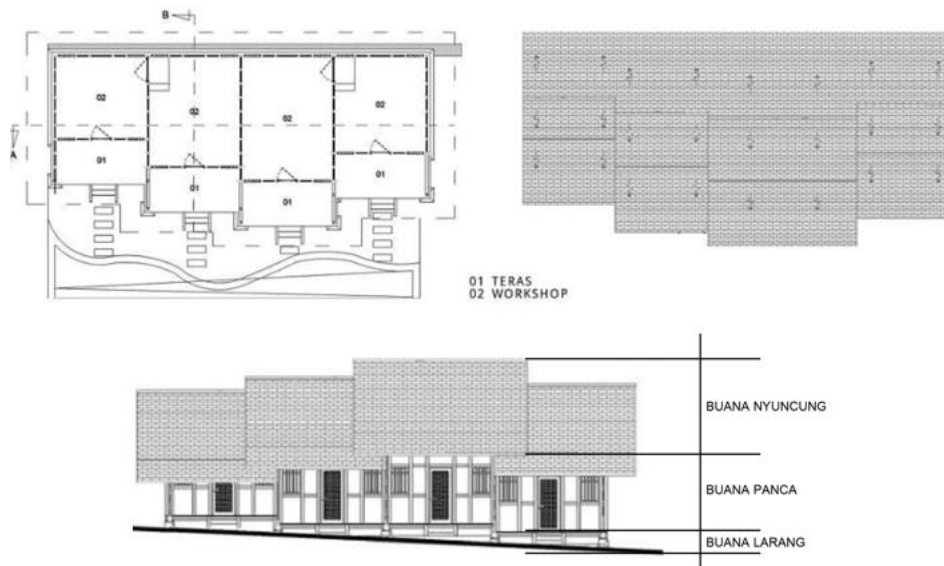 B
02
02
02
02
A
01
01
01
01
01 TERAS
02 WORKSHOP
BUANA NYUNCUNG
BUANA PANCA
BUANA LARANG